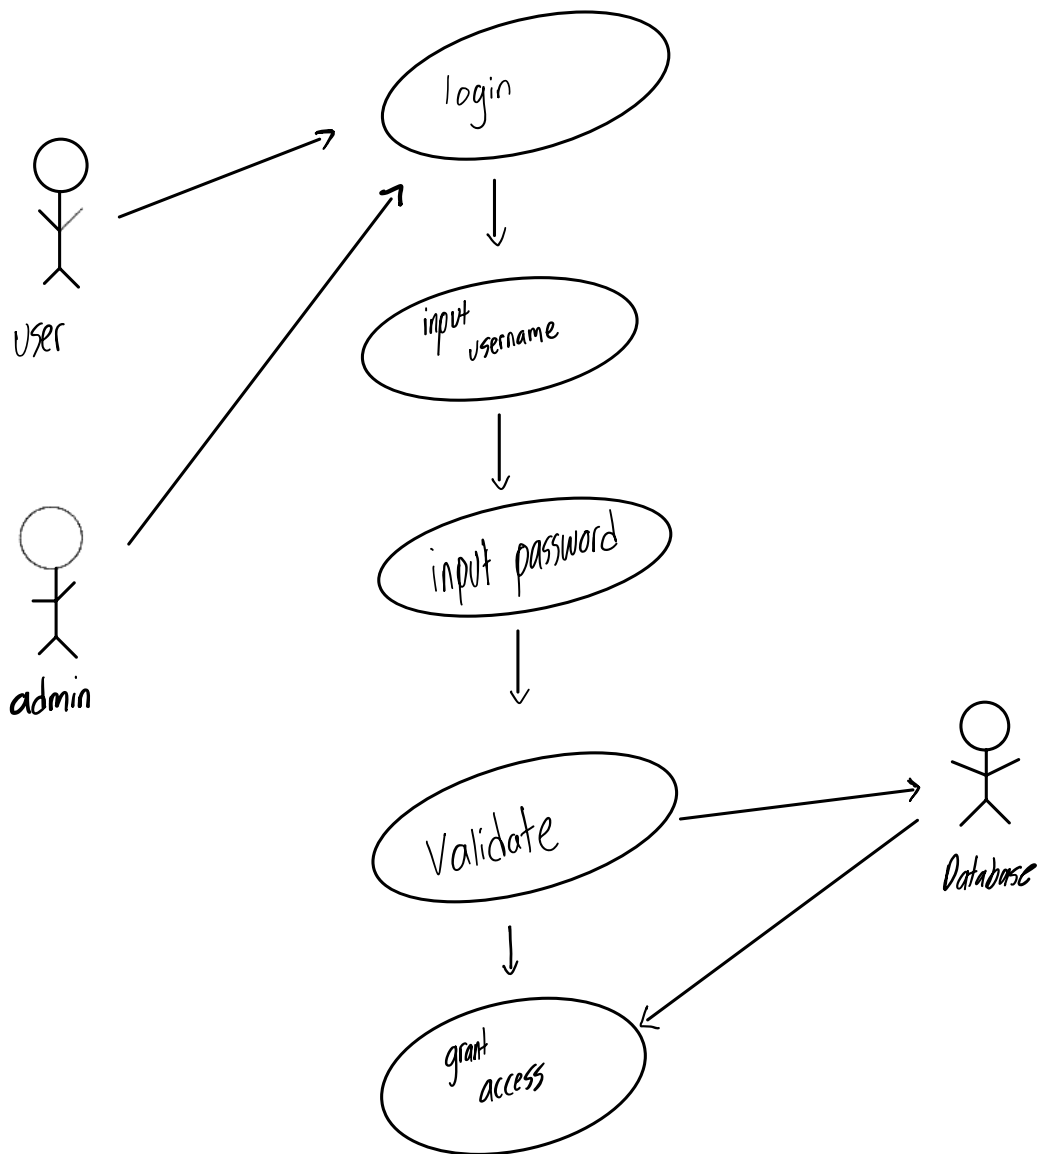 login
user
input
username
input password
admin
Validate
Database
grant
access